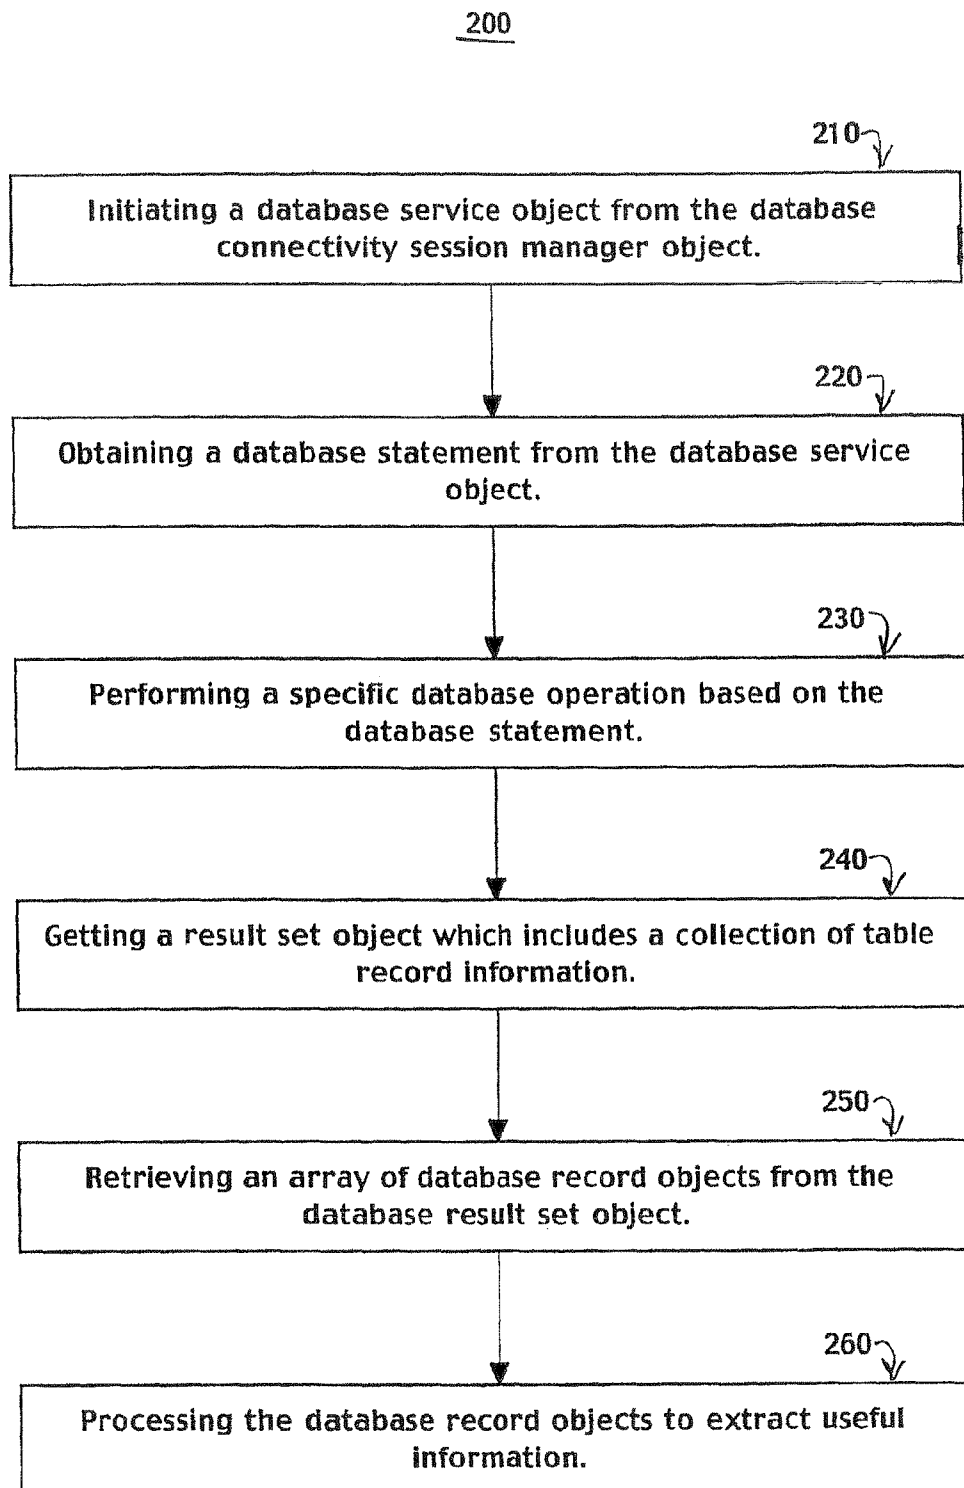 200
210
Initiating a database service object from the database
connectivity session manager object.
220
Obtaining a database statement from the database service
object.
230
Performing a specific database operation based on the
database statement.
240
Getting a result set object which includes a collection of table
record information.
250
Retrieving an array of database record objects from the
database result set object.
260
Processing the database record objects to extract useful
information.